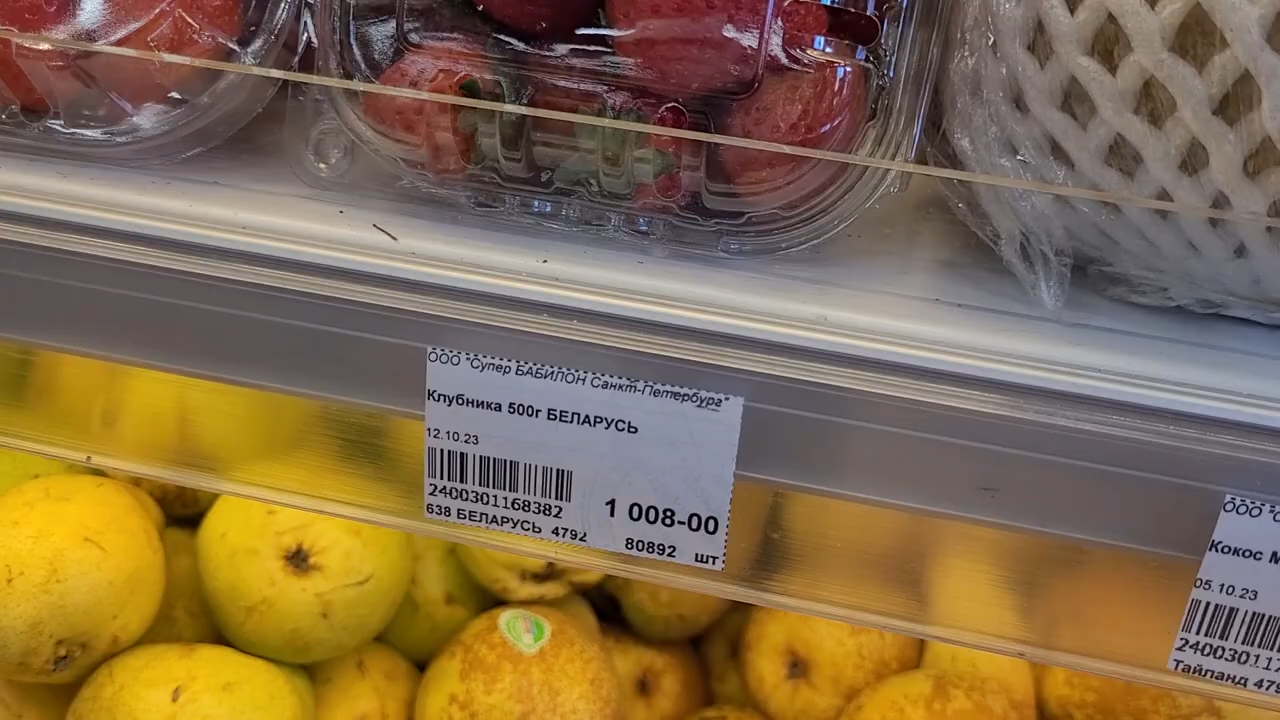 ООО "Супер БАБИЛОН Санкт-Петербург"
Клубника 500г БЕЛАРУСЬ
12.10.23
2400301168382
1 008-00
638 БЕЛАРУСЬ 4792
80892 шт
ООО
Кокос
05.10.23
Тайланд